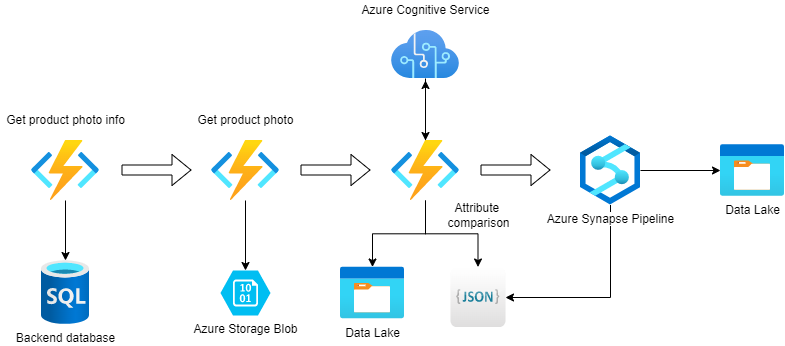 Azure Cognitive Service
Get product photo info
Get product photo
Attribute
comparison
Azure Synapse Pipeline
Data Lake
SQL
Backend database
10
01
Azure Storage Blob
Data Lake
{JSON}